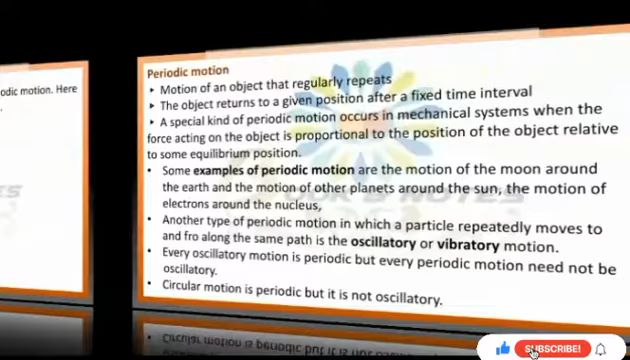 odic motion. Here
Periodic motion
▸ Motion of an object that regularly repeats
▸ The object returns to a given position after a fixed time interval
▸ A special kind of periodic motion occurs in mechanical systems when the
force acting on the object is proportional to the position of the object relative
to some equilibrium position.
• Some examples of periodic motion are the motion of the moon around
the earth and the motion of other planets around the sun, the motion of
electrons around the nucleus,
• Another type of periodic motion in which a particle repeatedly moves to
and fro along the same path is the oscillatory or vibratory motion.
• Every oscillatory motion is periodic but every periodic motion need not be
oscillatory.
• Circular motion is periodic but it is not oscillatory.
SUBSCRIBE!